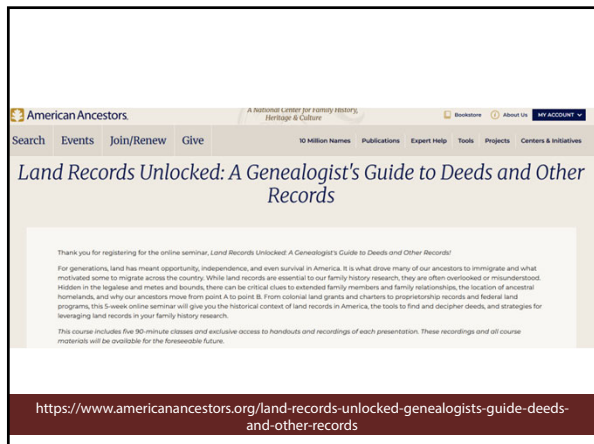 American Ancestors.
A National Center for Family History,
Heritage & Culture
Bookstore
About Us
MY ACCOUNT
Search Events Join/Renew Give
10 Million Names Publications Expert Help Tools Projects Centers & Initiatives
Land Records Unlocked: A Genealogist's Guide to Deeds and Other
Records
Thank you for registering for the online seminar, Land Records Unlocked: A Genealogist's Guide to Deeds and Other Records!
For generations, land has meant opportunity, independence, and even survival in America. It is what drove many of our ancestors to immigrate and what
motivated some to migrate across the country. While land records are essential to our family history research, they are often overlooked or misunderstood.
Hidden in the legalese and metes and bounds, there can be critical clues to extended family members and family relationships, the location of ancestral
homelands, and why our ancestors move from point A to point B. From colonial land grants and charters to proprietorship records and federal land
programs, this 5-week online seminar will give you the historical context of land records in America, the tools to find and decipher deeds, and strategies for
leveraging land records in your family history research.
This course includes five 90-minute classes and exclusive access to handouts and recordings of each presentation. These recordings and all course
materials will be available for the foreseeable future.
https://www.americanancestors.org/land-records-unlocked-genealogists-guide-deeds-
and-other-records